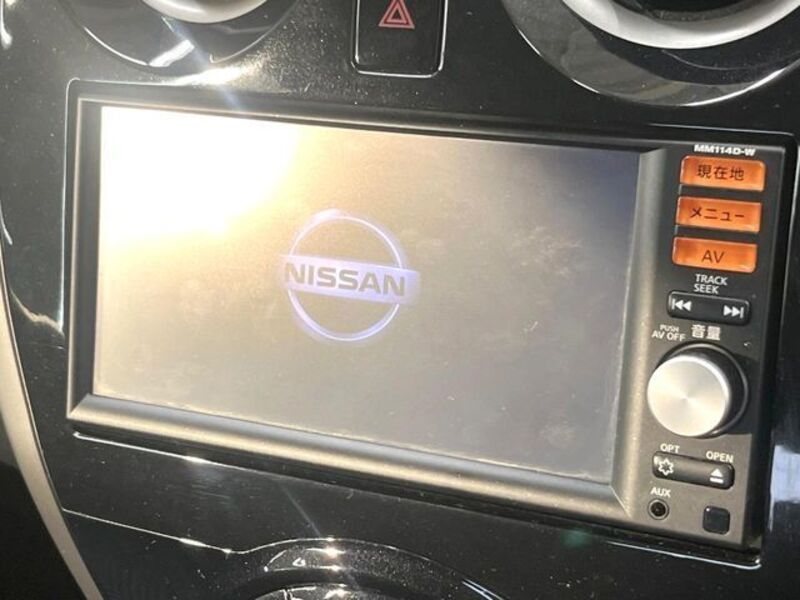 MM114D-W
現在地
メニュー
AV
TRACK
SEEK
PUSH
AV OFF
音量
NISSAN
OPT
OPEN
AUX